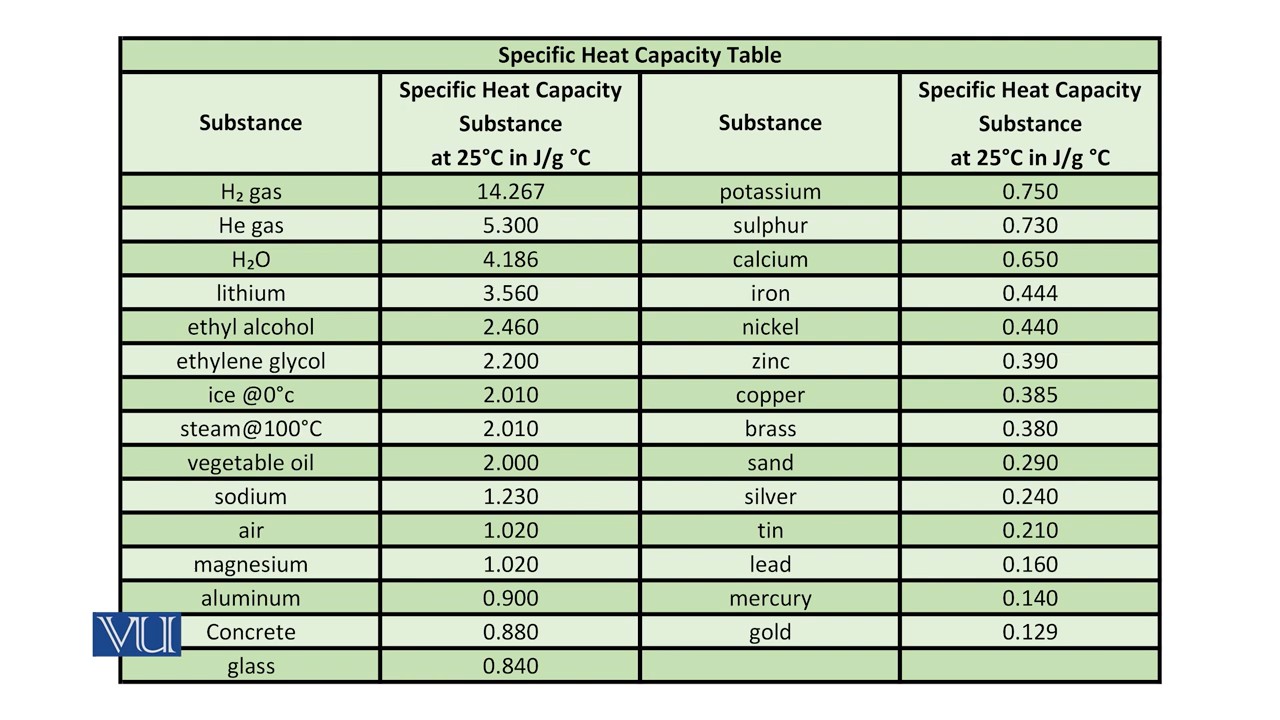 Specific Heat Capacity Table
Substance
Specific Heat Capacity
Substance
at 25°C in J/g °C
Substance
Specific Heat Capacity
Substance
at 25°C in J/g °C
H₂ gas 14.267 potassium 0.750
He gas 5.300 sulphur 0.730
H₂O 4.186 calcium 0.650
lithium 3.560 iron 0.444
ethyl alcohol 2.460 nickel 0.440
ethylene glycol 2.200 zinc 0.390
ice @0°c 2.010 copper 0.385
steam@100°C 2.010 brass 0.380
vegetable oil 2.000 sand 0.290
sodium 1.230 silver 0.240
air 1.020 tin 0.210
magnesium 1.020 lead 0.160
aluminum 0.900 mercury 0.140
VU
Concrete 0.880 gold 0.129
glass 0.840